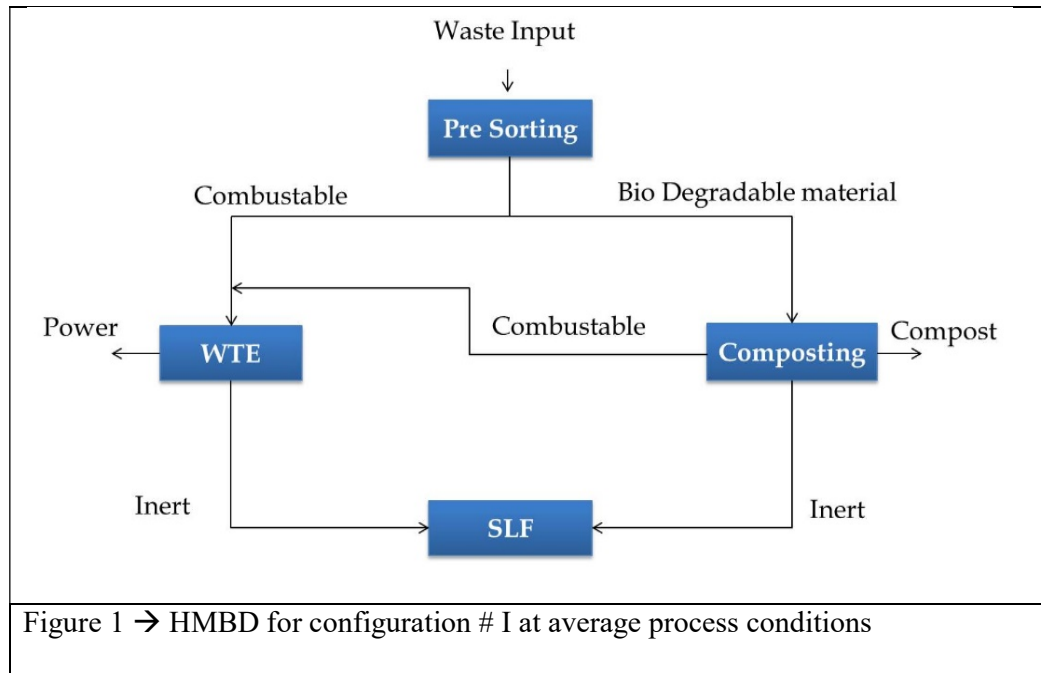 Waste Input
Pre Sorting
Combustable
Bio Degradable material
Power
WTE
Combustable
Composting
Compost
Inert
SLF
Inert
Figure 1 → HMBD for configuration # I at average process conditions